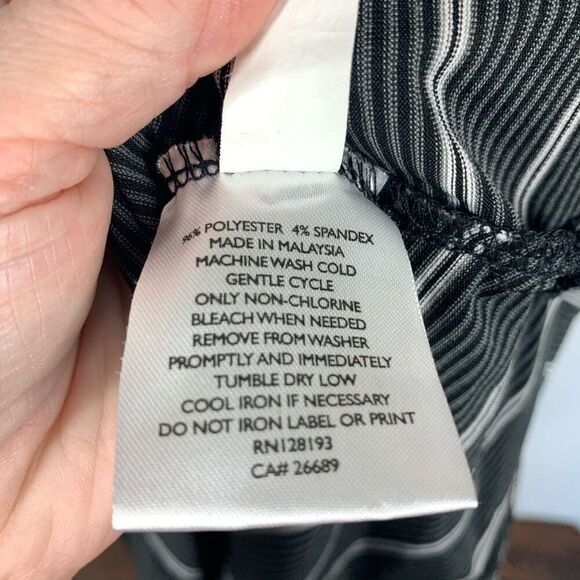 96% POLYESTER 4% SPANDEX
MADE IN MALAYSIA
MACHINE WASH COLD
GENTLE CYCLE
ONLY NON-CHLORINE
BLEACH WHEN NEEDED
REMOVE FROM WASHER
PROMPTLY AND IMMEDIATELY
TUMBLE DRY LOW
COOL IRON IF NECESSARY
DO NOT IRON LABEL OR PRINT
RN128193
CA# 26689